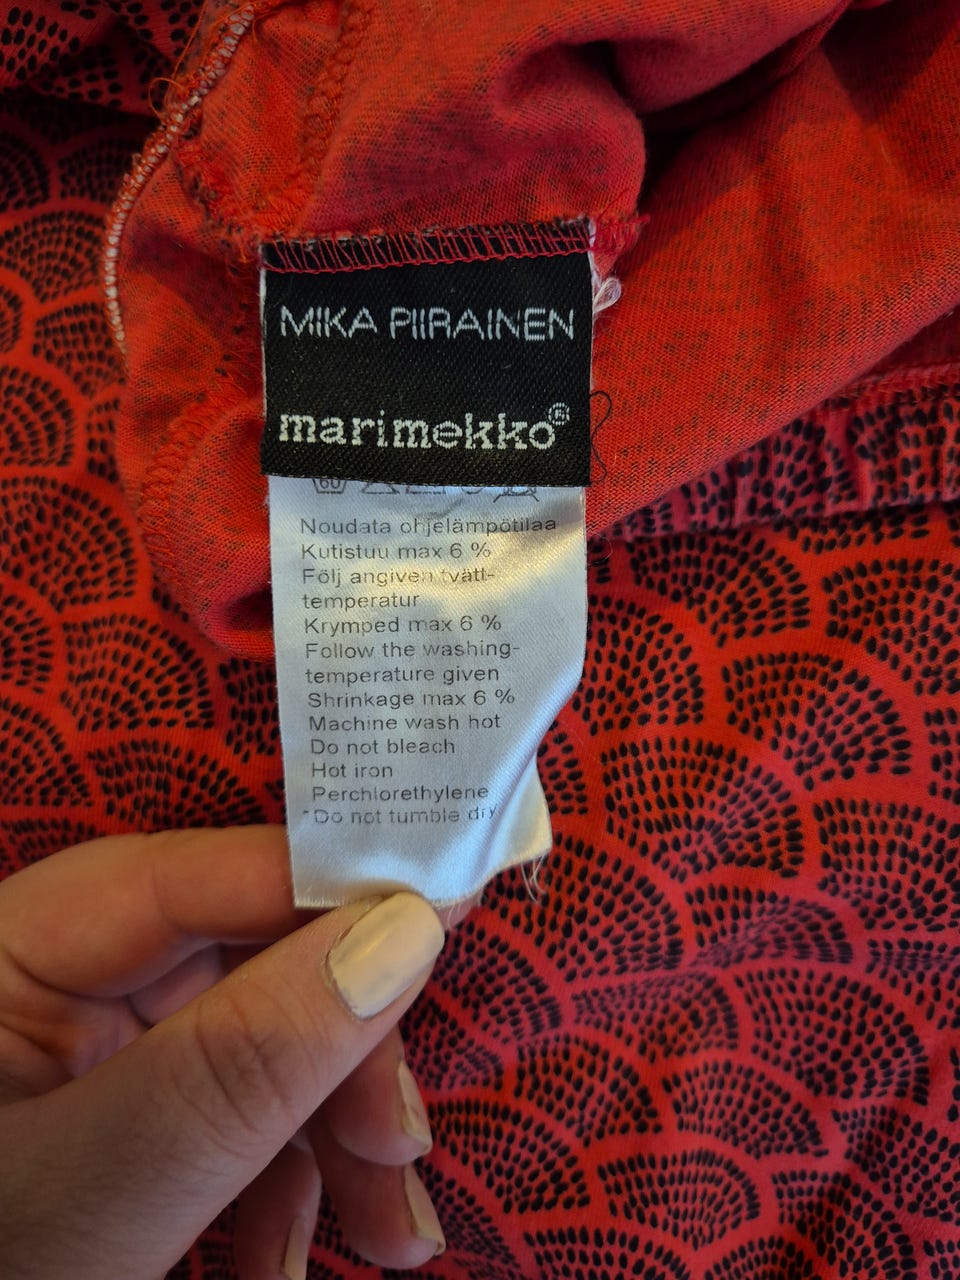 MIKA PIIRAINEN
marimekko®
60
Noudata ohjelämpötilaa
Kutistuu max 6 %
Följ angiven tvätt-
temperatur
Krymped max 6 %
Follow the washing-
temperature given
Shrinkage max 6 %
Machine wash hot
Do not bleach
Hot iron
Perchlorethylene
*Do not tumble dry